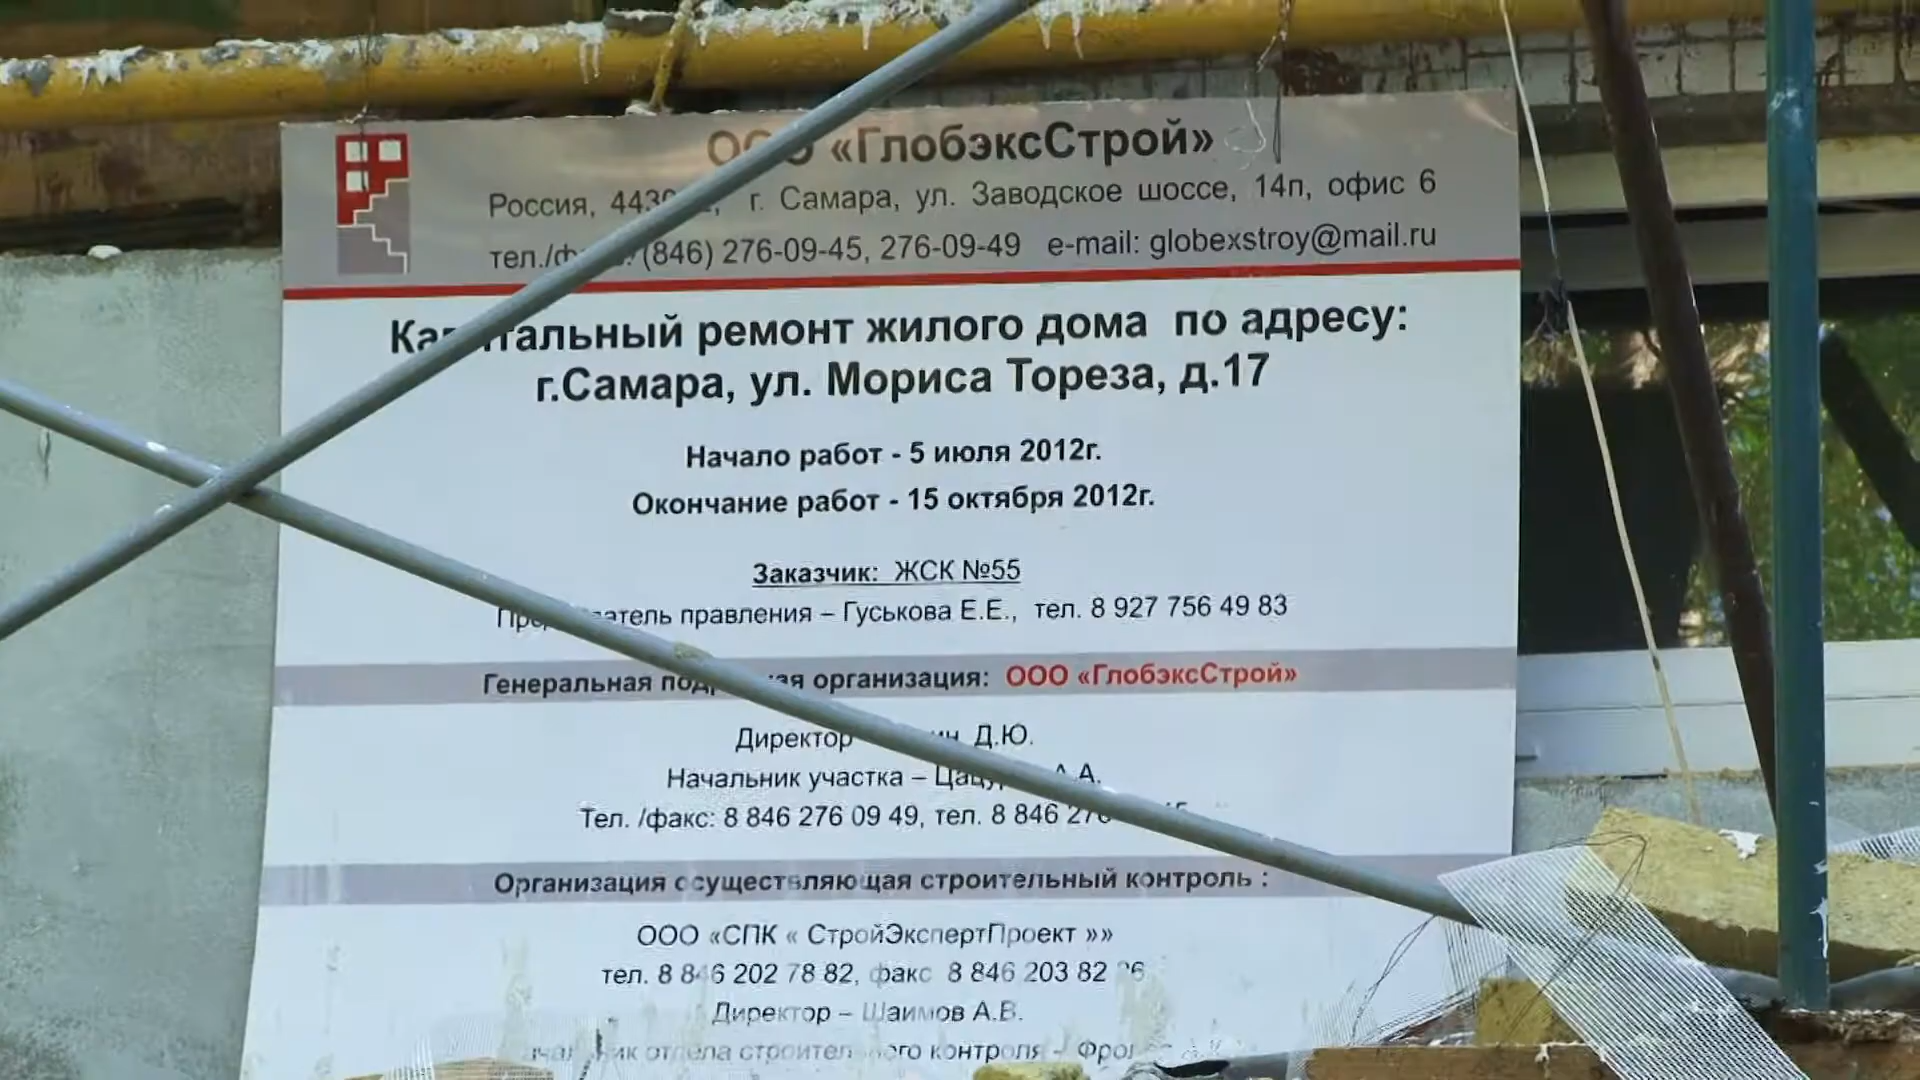 «ГлобэксСтрой»
Россия, г. Самара, ул. Заводское шоссе, 14п, офис 6
(846) 276-09-45, 276-09-49 e-mail: globexstroy@mail.ru
ремонт жилого дома по адресу:
г.Самара, ул. Мориса Тореза, д.17
Начало работ - 5 июля 2012г.
Окончание работ - 15 октября 2012г.
Заказчик: ЖСК №55
правления – Гуськова Е.Е., тел. 8 927 756 49 83
Генеральная организация: ООО «ГлобэксСтрой»
Директор Д.Ю.
Начальник участка – А.А.
Тел. /факс: 8 846 276 09 49, тел. 8 846
Организация осуществляющая строительный контроль :
ООО «СПК « СтройЭкспертПроект »»
тел. 8 846 202 78 82, факс 8 846 203 82
Директор – Шаимов А.В.
отдела строительного контроля –